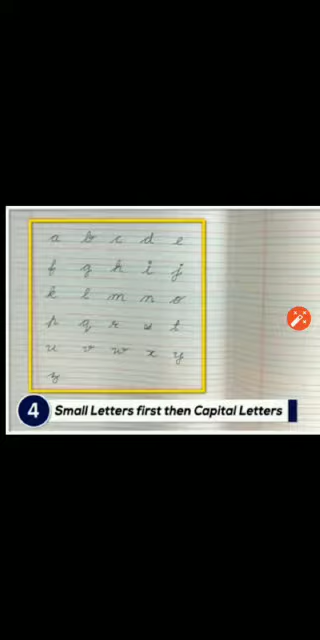 a b c d e
f g h i j
k l m n o
p q r s t
u v w x y
z
4 Small Letters first then Capital Letters